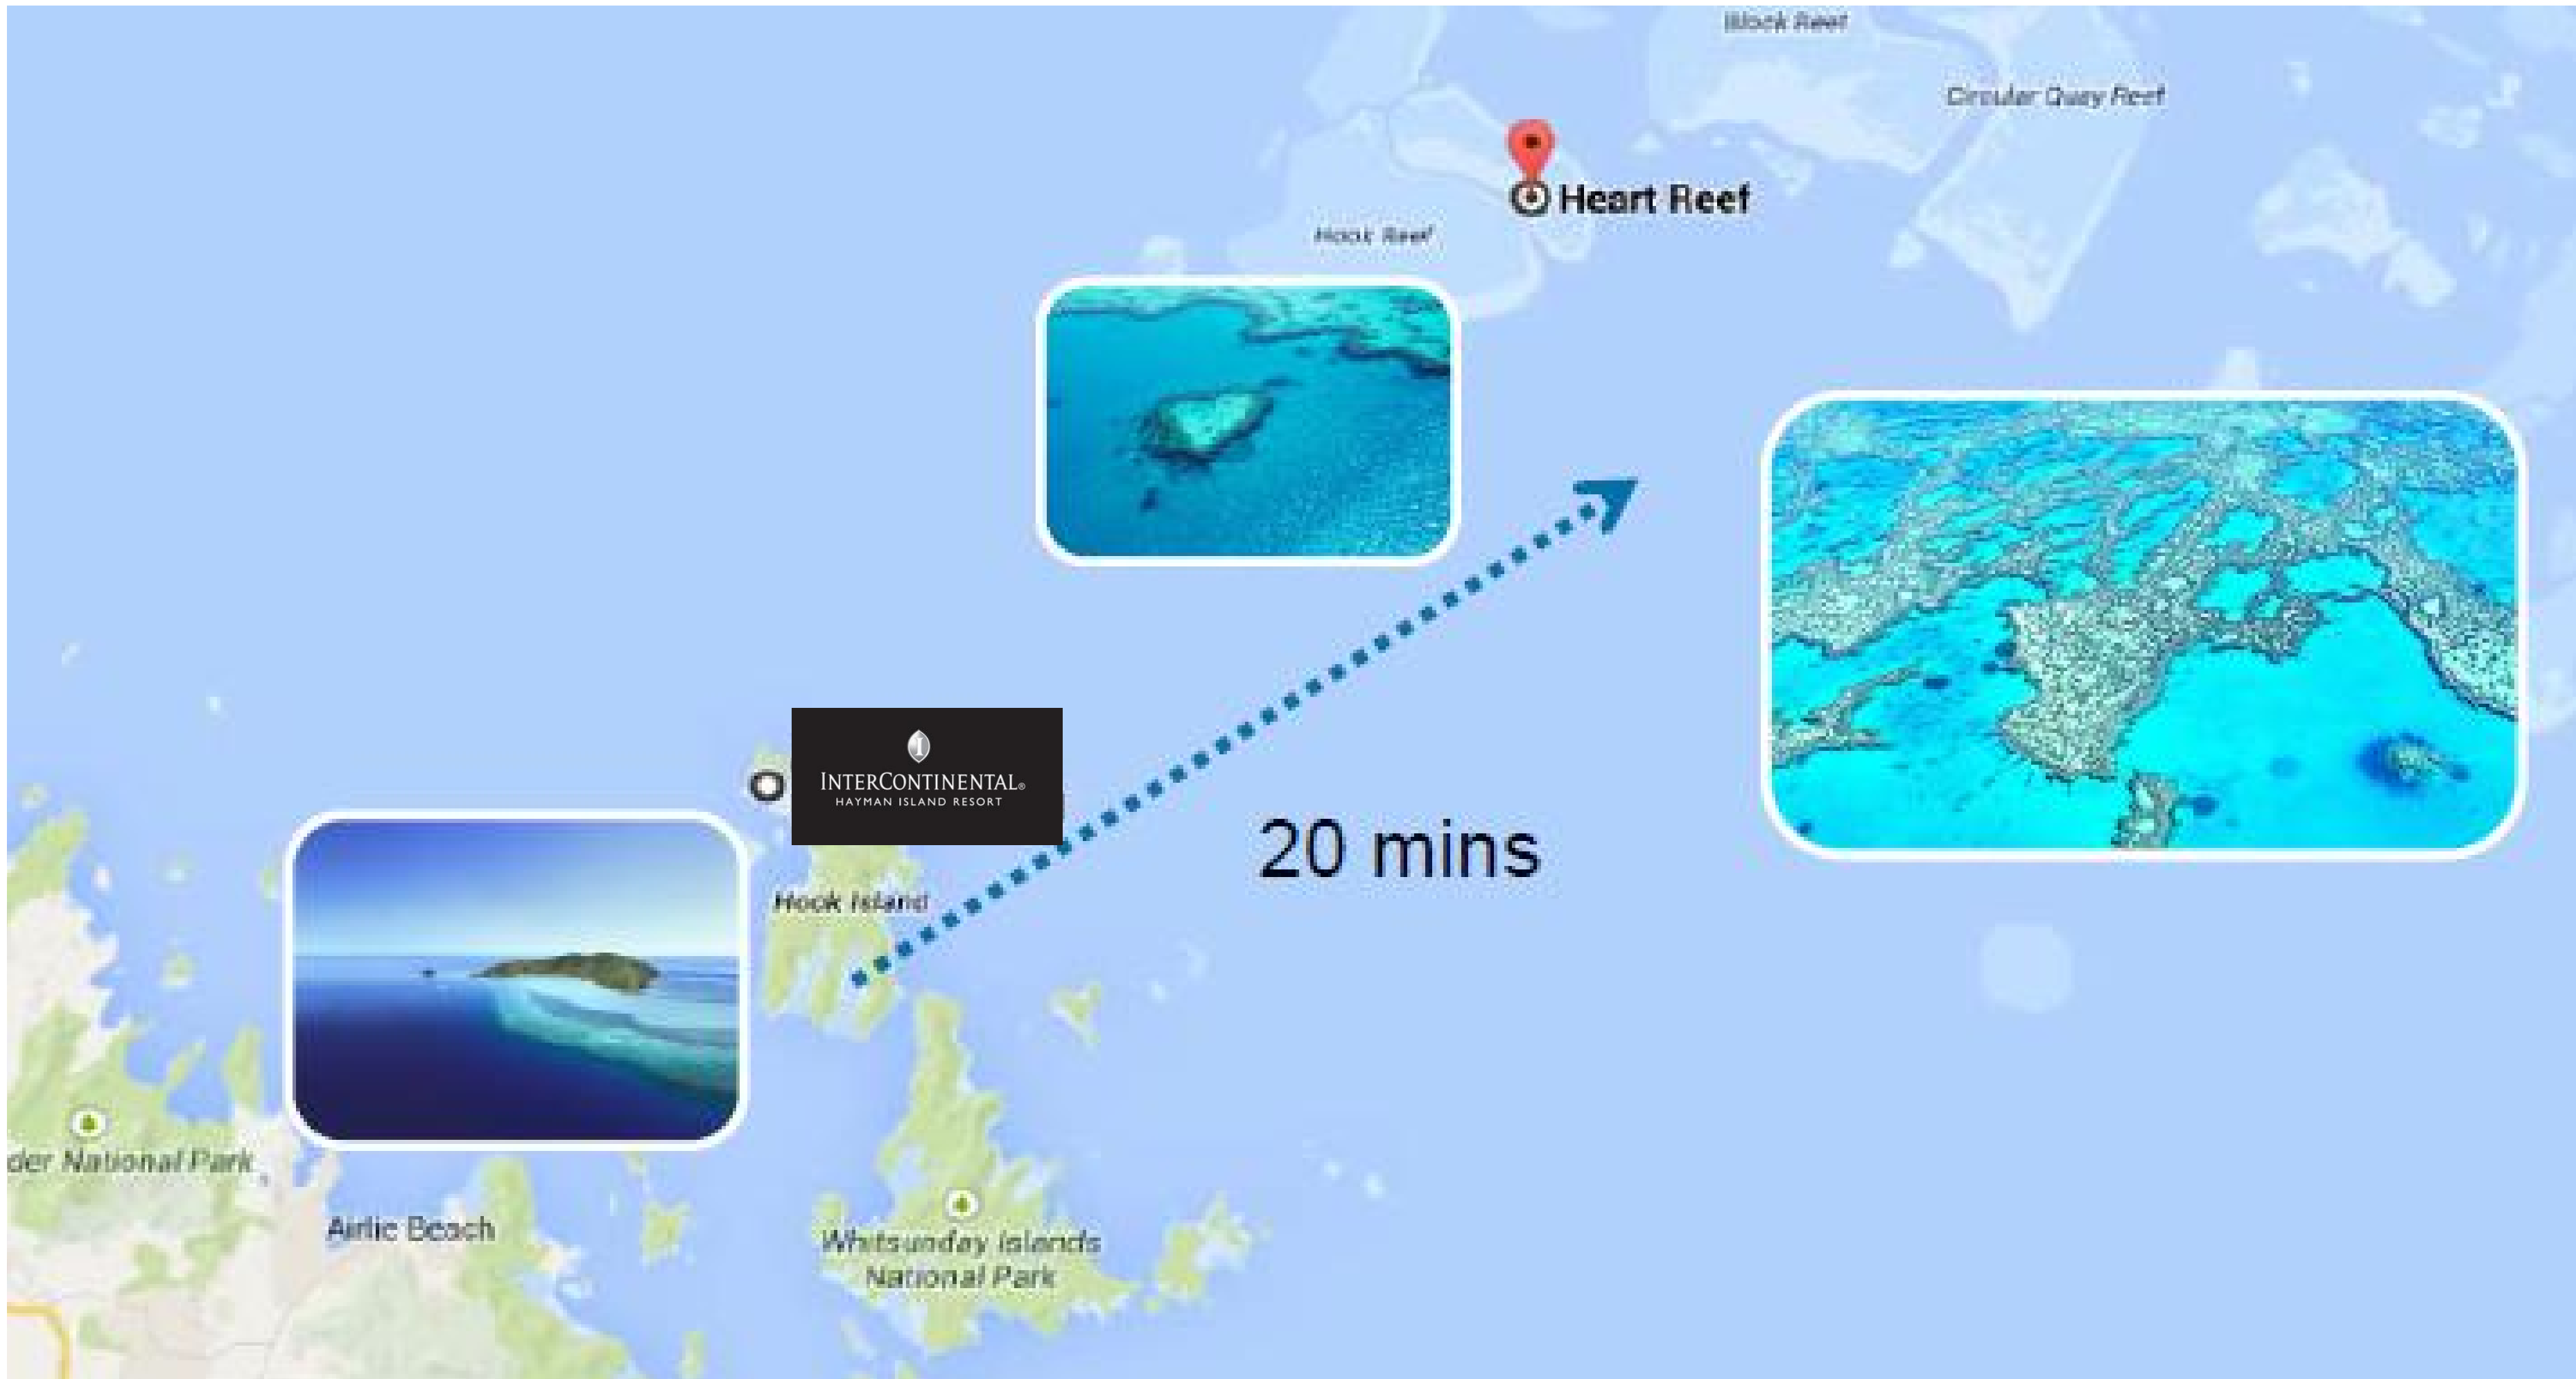 Block Reef
Circular Quay Reef
Heart Reef
Hook Reef
INTERCONTINENTAL®
HAYMAN ISLAND RESORT
20 mins
Hook Island
der National Park
Airlie Beach
Whitsunday Islands
National Park